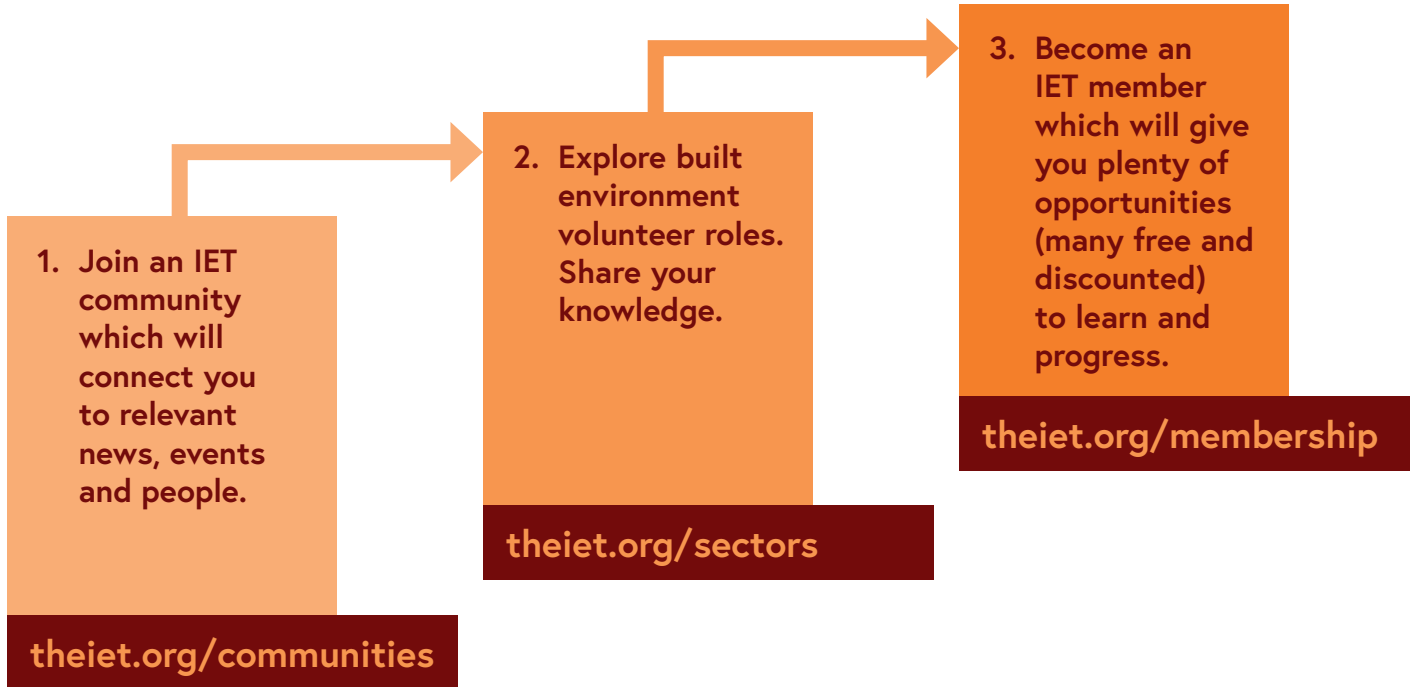 1. Join an IET
community
which will
connect you
to relevant
news, events
and people.
theiet.org/communities
2. Explore built
environment
volunteer roles.
Share your
knowledge.
theiet.org/sectors
3. Become an
IET member
which will give
you plenty of
opportunities
(many free and
discounted)
to learn and
progress.
theiet.org/membership